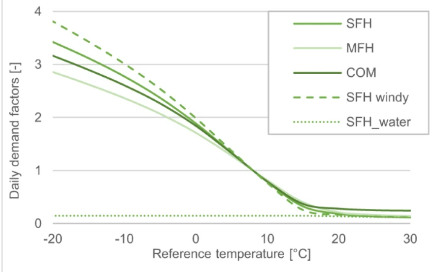 4
3
2
1
0
Daily demand factors [-]
-20 -10 0 10 20 30
Reference temperature [°C]
SFH
MFH
COM
SFH windy
SFH_water